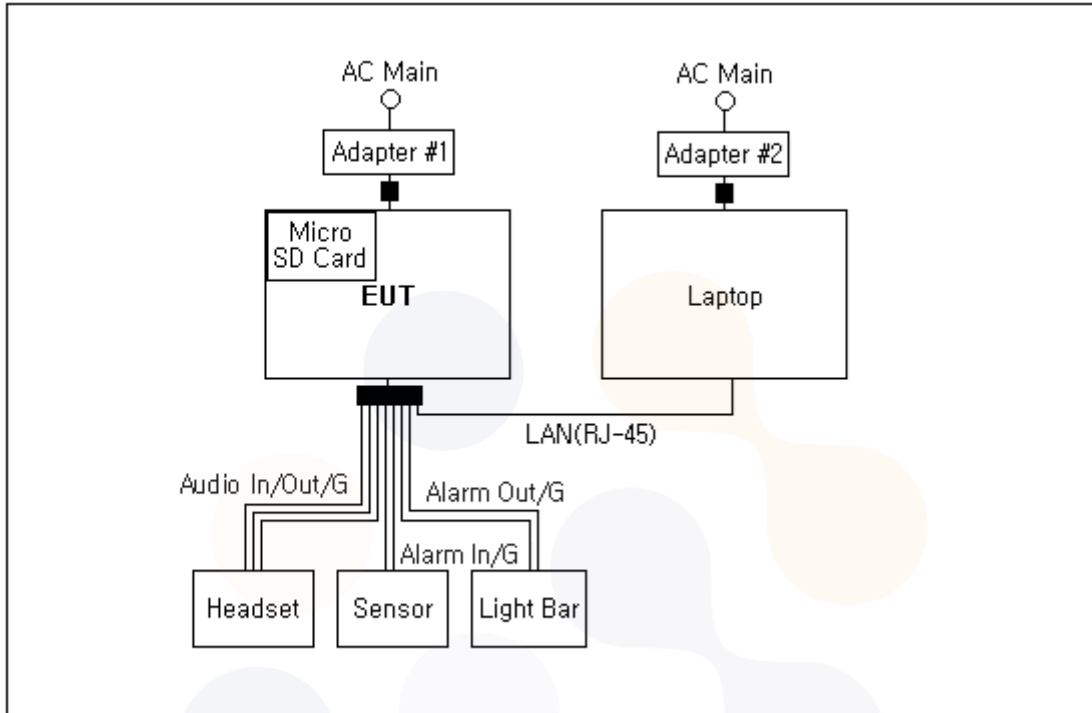 AC Main
AC Main
Adapter #1
Adapter #2
Micro
SD Card
EUT
Laptop
LAN(RJ-45)
Audio In/Out/G
Alarm Out/G
Alarm In/G
Headset
Sensor
Light Bar